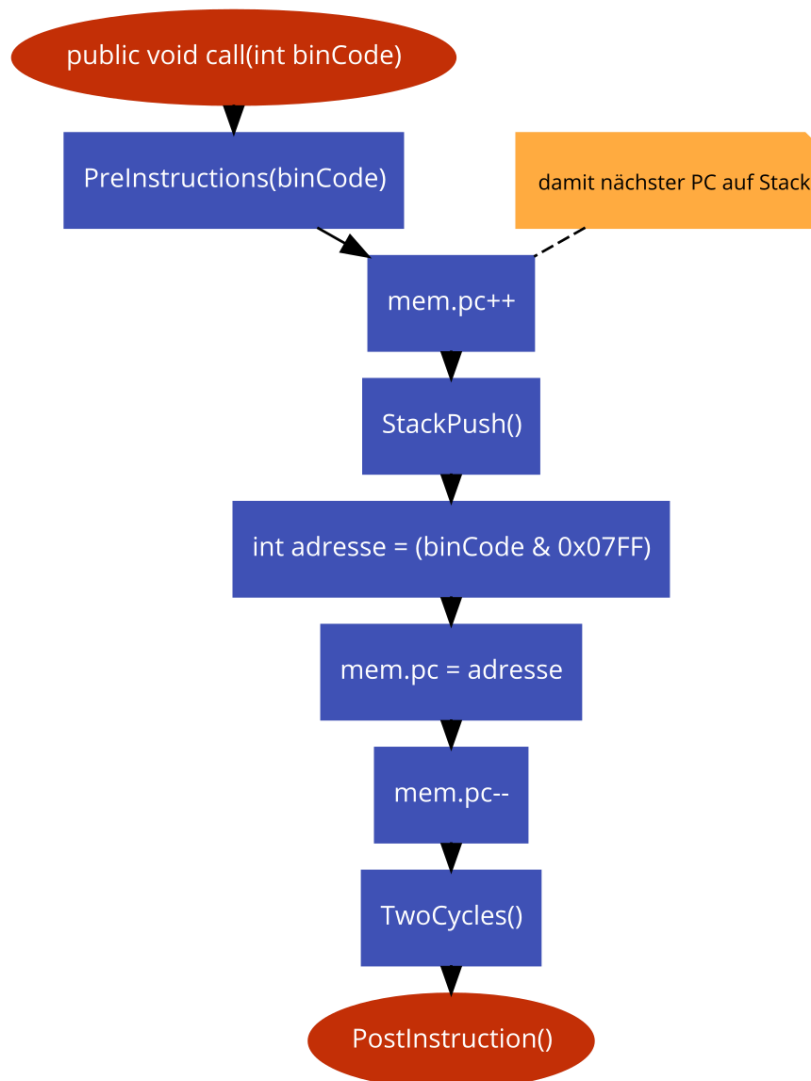 public void call(int binCode)
PreInstructions(binCode)
damit nächster PC auf Stack
mem.pc++
StackPush()
int adresse = (binCode & 0x07FF)
mem.pc = adresse
mem.pc--
TwoCycles()
PostInstruction()